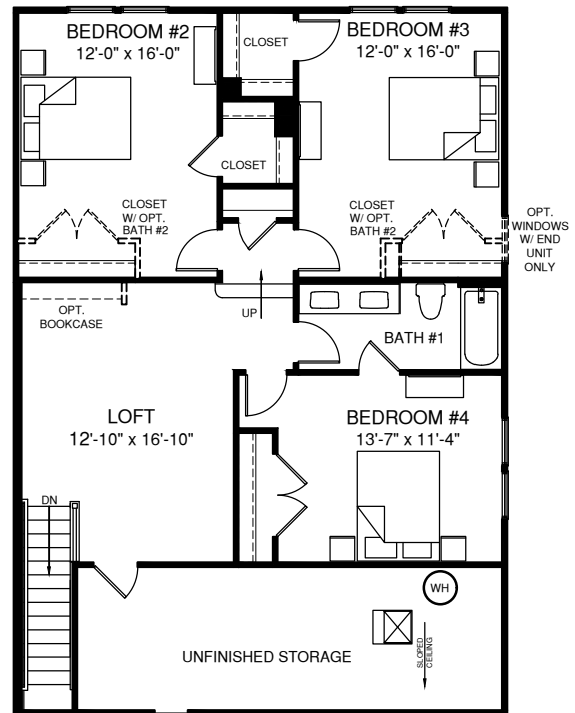 BEDROOM #2
12'-0" x 16'-0"
CLOSET
BEDROOM #3
12'-0" x 16'-0"
CLOSET
CLOSET
W/ OPT.
BATH #2
CLOSET
W/ OPT.
BATH #2
OPT.
WINDOWS
W/ END
UNIT
ONLY
OPT.
BOOKCASE
UP
BATH #1
LOFT
12'-10" x 16'-10"
BEDROOM #4
13'-7" x 11'-4"
DN
WH
UNFINISHED STORAGE
SLOPED
CEILING